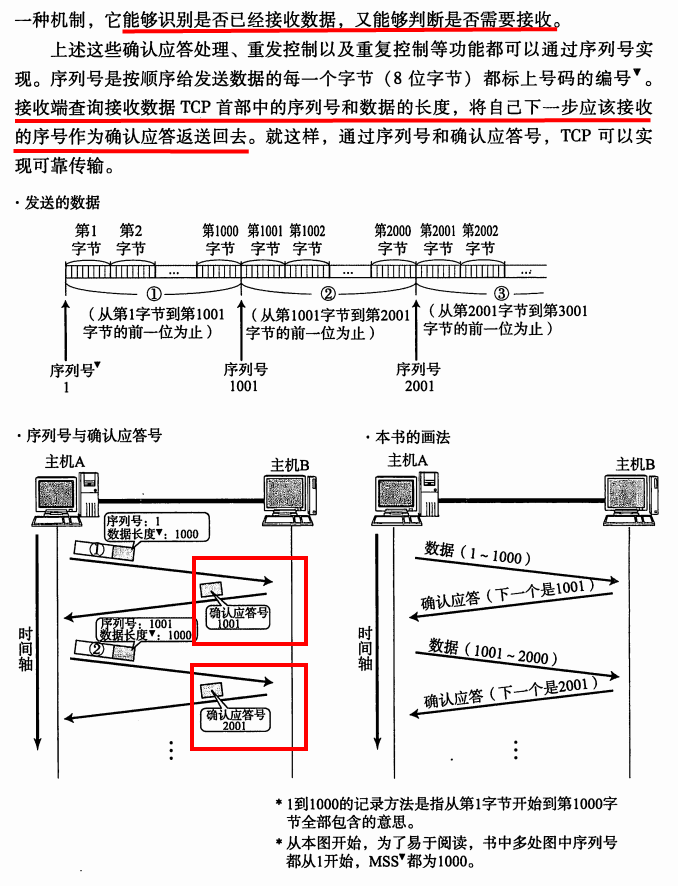 一种机制，它能够识别是否已经接收数据，又能够判断是否需要接收。
上述这些确认应答处理、重发控制以及重复控制等功能都可以通过序列号实
现。序列号是按顺序给发送数据的每一个字节（8 位字节）都标上号码的编号▼。
接收端查询接收数据 TCP 首部中的序列号和数据的长度，将自己下一步应该接收
的序号作为确认应答返送回去。就这样，通过序列号和确认应答号，TCP 可以实
现可靠传输。
·发送的数据
第1 第2 第1000 第1001 第1002 第2000 第2001 第2002
字节 字节 字节 字节 字节 字节 字节 字节
… … …
① ② ③
（从第1字节到第1001 （从第1001字节到第2001 （从第2001字节到第3001
字节的前一位为止） 字节的前一位为止） 字节的前一位为止）
序列号▼ 序列号 序列号
1 1001 2001
·序列号与确认应答号
主机A 主机B
序列号：1
数据长度▼：1000
①
确认应答号
1001
序列号：1001
数据长度▼：1000
②
确认应答号
2001
时间轴
⋮
·本书的画法
主机A 主机B
数据（1～1000）
确认应答（下一个是1001）
数据（1001～2000）
确认应答（下一个是2001）
时间轴
⋮
* 1到1000的记录方法是指从第1字节开始到第1000字
节全部包含的意思。
* 从本图开始，为了易于阅读，书中多处图中序列号
都从1开始，MSS▼都为1000。